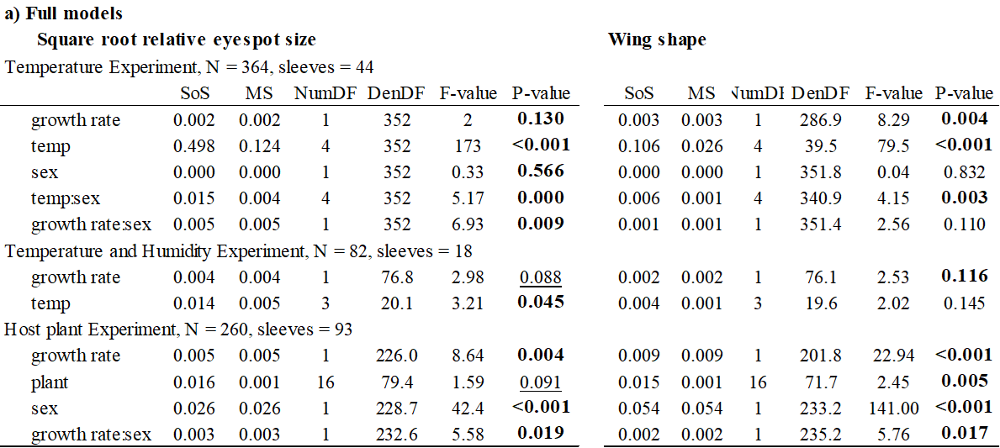 a) Full models
Square root relative eyespot size Wing shape
Temperature Experiment, N = 364, sleeves = 44
SoS MS NumDF DenDF F-value P-value SoS MS NumDF DenDF F-value P-value
growth rate 0.002 0.002 1 352 2 0.130 0.003 0.003 1 286.9 8.29 0.004
temp 0.498 0.124 4 352 173 <0.001 0.106 0.026 4 39.5 79.5 <0.001
sex 0.000 0.000 1 352 0.33 0.566 0.000 0.000 1 351.8 0.04 0.832
temp:sex 0.015 0.004 4 352 5.17 0.000 0.006 0.001 4 340.9 4.15 0.003
growth rate:sex 0.005 0.005 1 352 6.93 0.009 0.001 0.001 1 351.4 2.56 0.110
Temperature and Humidity Experiment, N = 82, sleeves = 18
growth rate 0.004 0.004 1 76.8 2.98 0.088 0.002 0.002 1 76.1 2.53 0.116
temp 0.014 0.005 3 20.1 3.21 0.045 0.004 0.001 3 19.6 2.02 0.145
Host plant Experiment, N = 260, sleeves = 93
growth rate 0.005 0.005 1 226.0 8.64 0.004 0.009 0.009 1 201.8 22.94 <0.001
plant 0.016 0.001 16 79.4 1.59 0.091 0.015 0.001 16 71.7 2.45 0.005
sex 0.026 0.026 1 228.7 42.4 <0.001 0.054 0.054 1 233.2 141.00 <0.001
growth rate:sex 0.003 0.003 1 232.6 5.58 0.019 0.002 0.002 1 235.2 5.76 0.017